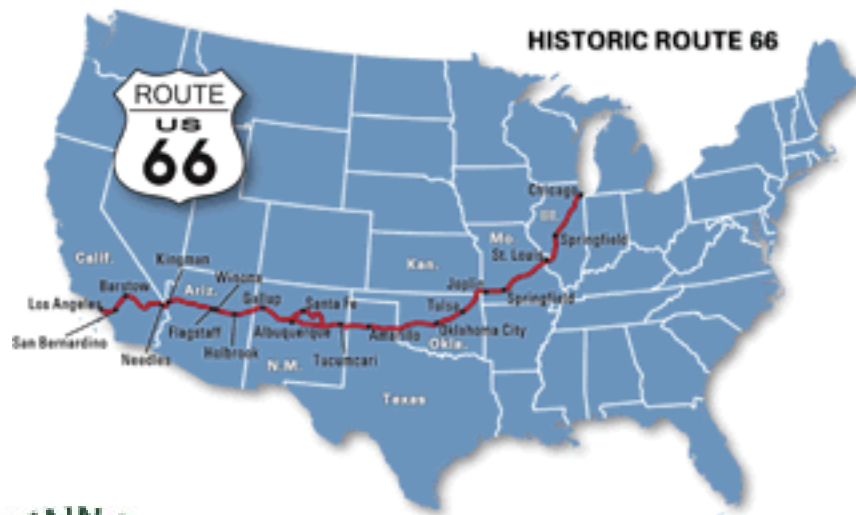 HISTORIC ROUTE 66
ROUTE
US
66
Chicago
Ill.
Springfield
Mo.
St. Louis
Calif.
Kan.
Kingman
Joplin
Springfield
Winona
Barstow
Ariz.
Gallup
Santa Fe
Los Angeles
Tulsa
Flagstaff
Albuquerque
Amarillo
Oklahoma City
San Bernardino
Okla.
Needles
Holbrook
Tucumcari
N.M.
Texas